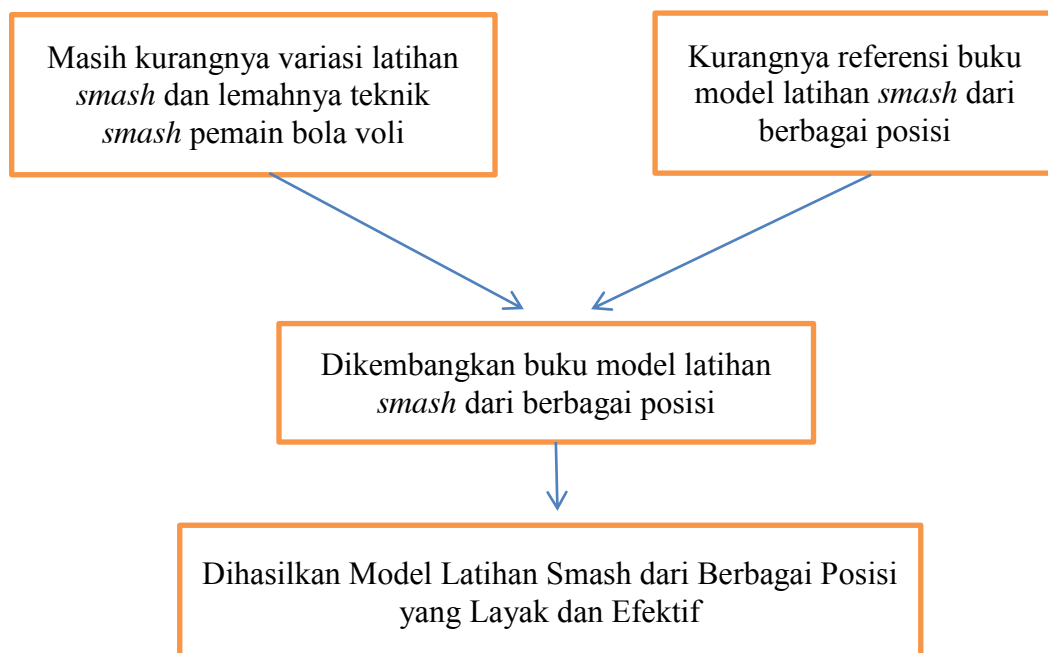 Masih kurangnya variasi latihan
smash dan lemahnya teknik
smash pemain bola voli
Kurangnya referensi buku
model latihan smash dari
berbagai posisi
Dikembangkan buku model latihan
smash dari berbagai posisi
Dihasilkan Model Latihan Smash dari Berbagai Posisi
yang Layak dan Efektif